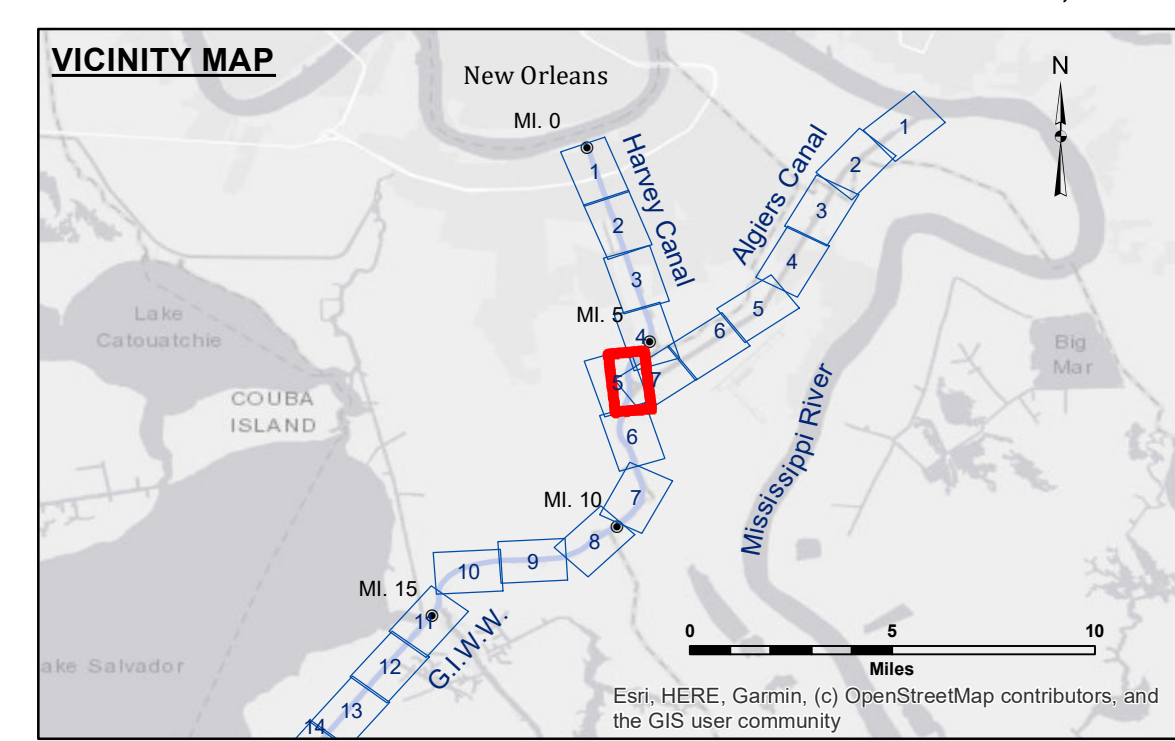 VICINITY MAP
New Orleans
N
MI. 0
Harvey Canal
Algiers Canal
1
2
3
4
5
6
7
1
2
3
MI. 5
4
5
6
7
MI. 10
8
9
10
MI. 15
11
12
13
14
G.I.W.W.
Lake
Catouatchie
COUBA
ISLAND
ake Salvador
Big
Mar
Mississippi River
0 5 10
Miles
Esri, HERE, Garmin, (c) OpenStreetMap contributors, and
the GIS user community